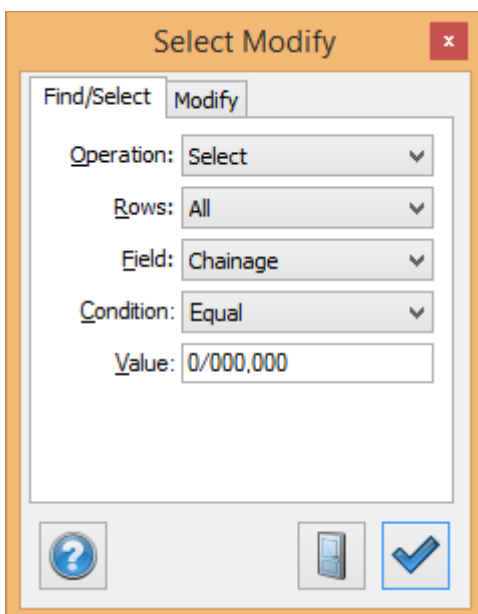 Select Modify x
Find/Select Modify
Operation: Select
Rows: All
Field: Chainage
Condition: Equal
Value: 0/000,000
?